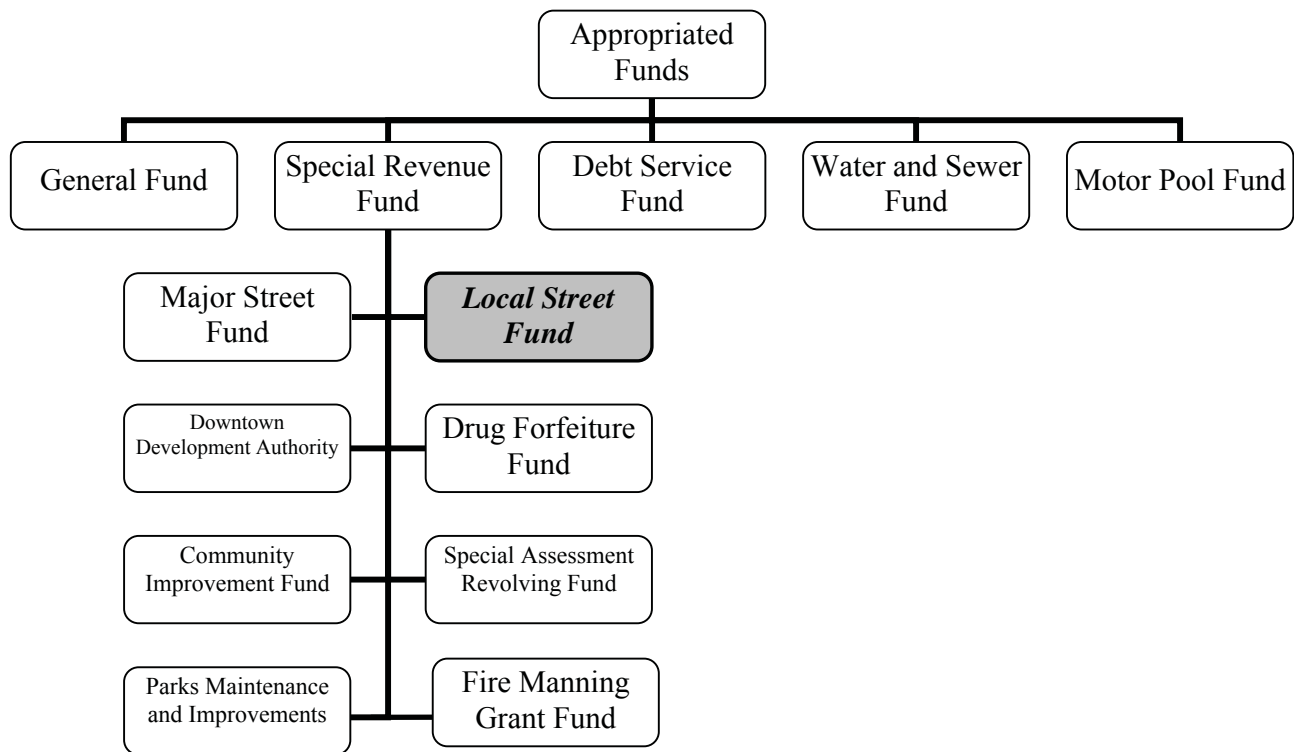 Appropriated
Funds
General Fund
Special Revenue
Fund
Debt Service
Fund
Water and Sewer
Fund
Motor Pool Fund
Major Street
Fund
Local Street
Fund
Downtown
Development Authority
Drug Forfeiture
Fund
Community
Improvement Fund
Special Assessment
Revolving Fund
Parks Maintenance
and Improvements
Fire Manning
Grant Fund